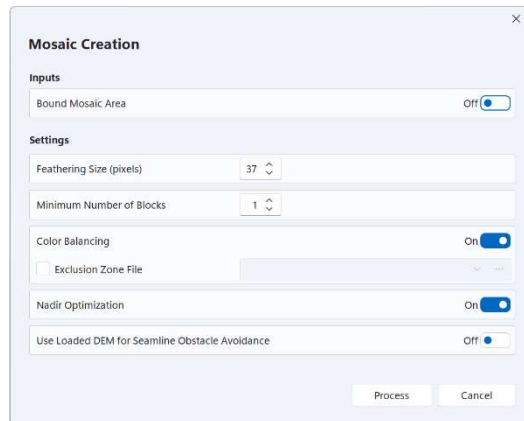 Mosaic Creation
Inputs
Bound Mosaic Area Off
Settings
Feathering Size (pixels) 37
Minimum Number of Blocks 1
Color Balancing On
Exclusion Zone File
Nadir Optimization On
Use Loaded DEM for Seamline Obstacle Avoidance Off
Process Cancel